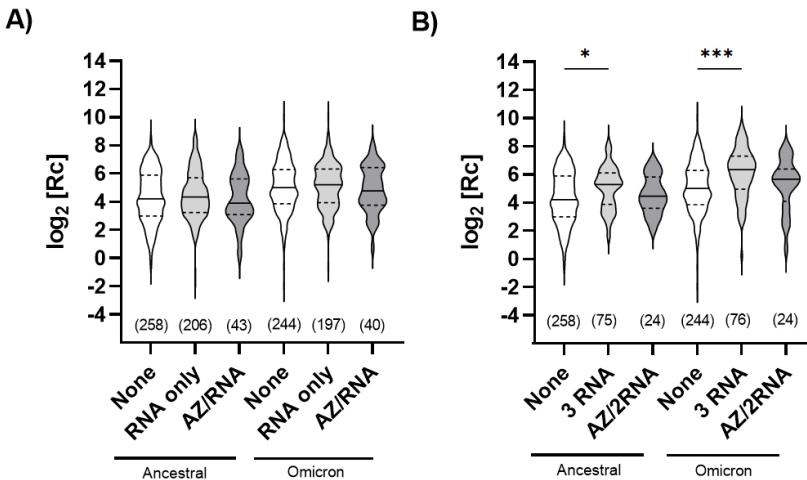 A)
14
12
10
8
6
4
2
0
-2
-4
log2 [Rc]
(258) (206) (43) (244) (197) (40)
None RNA only AZ/RNA None RNA only AZ/RNA
Ancestral Omicron
B)
* ***
14
12
10
8
6
4
2
0
-2
-4
log2 [Rc]
(258) (75) (24) (244) (76) (24)
None 3 RNA AZ/2RNA None 3 RNA AZ/2RNA
Ancestral Omicron